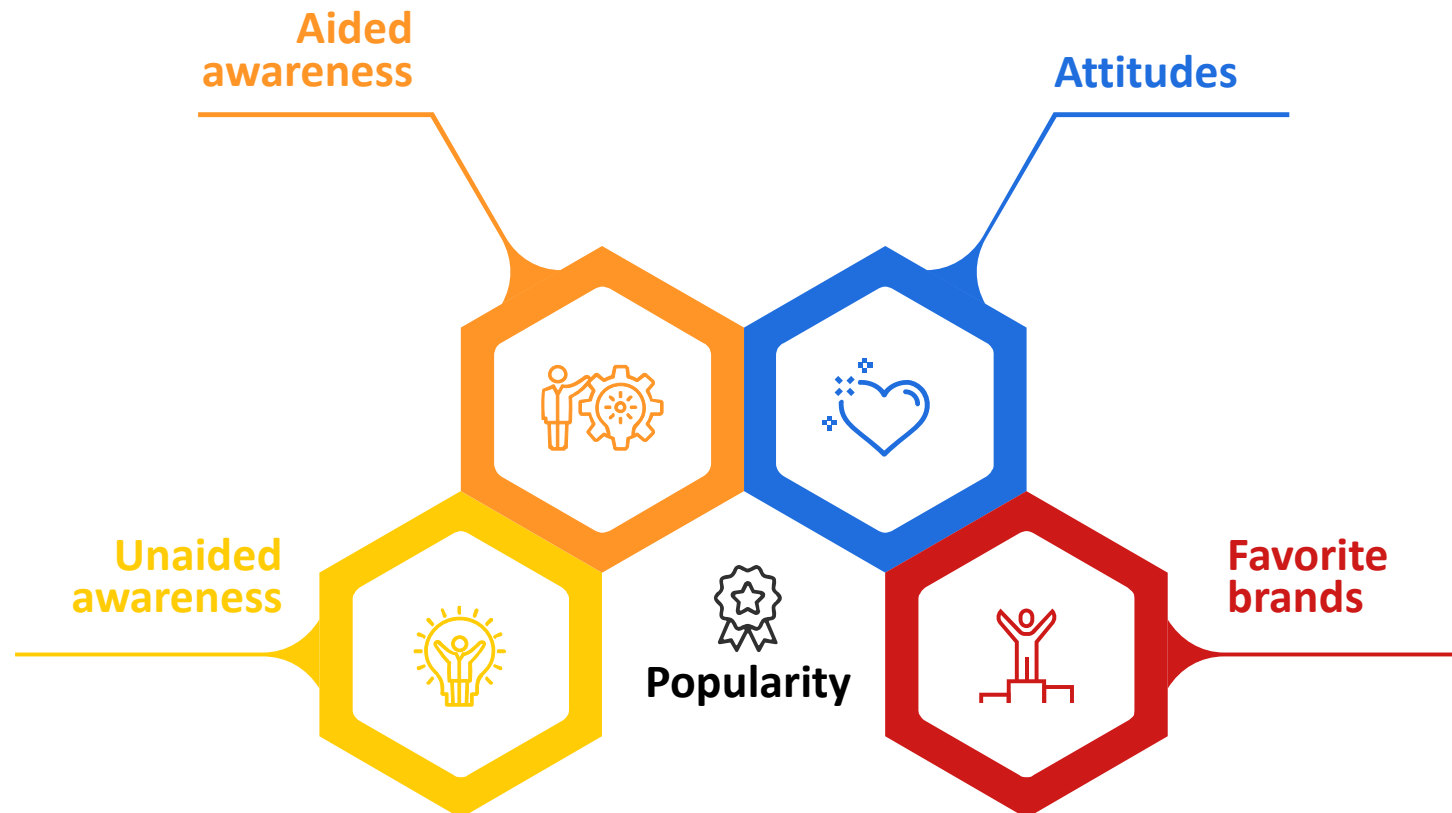 Aided
awareness
Attitudes
Unaided
awareness
Favorite
brands
Popularity